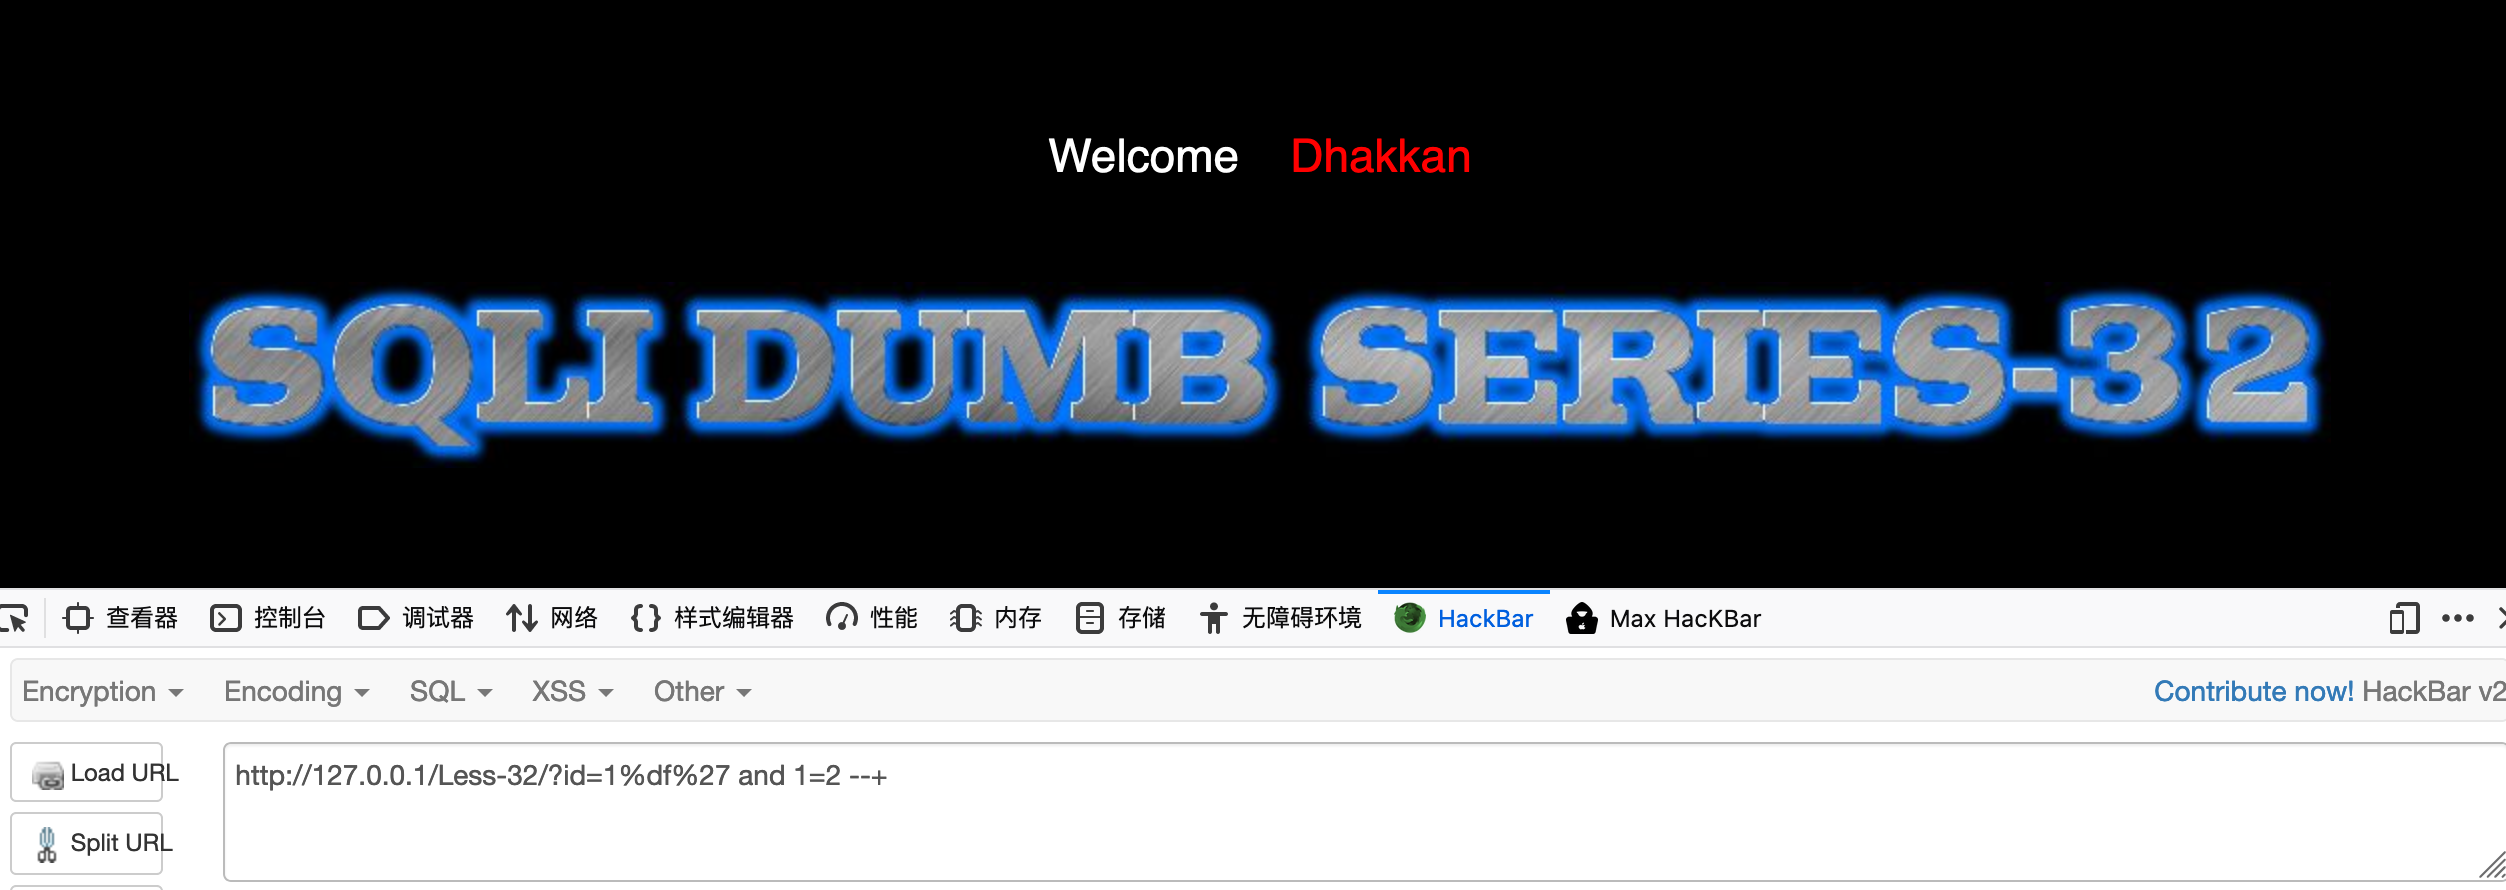 Welcome Dhakkan
SQLI DUMB SERIES-32
查看器 控制台 调试器 网络 {} 样式编辑器 性能 内存 存储 无障碍环境 HackBar Max HacKBar
Encryption Encoding SQL XSS Other Contribute now! HackBar v2
Load URL http://127.0.0.1/Less-32/?id=1%df%27 and 1=2 --+
Split URL